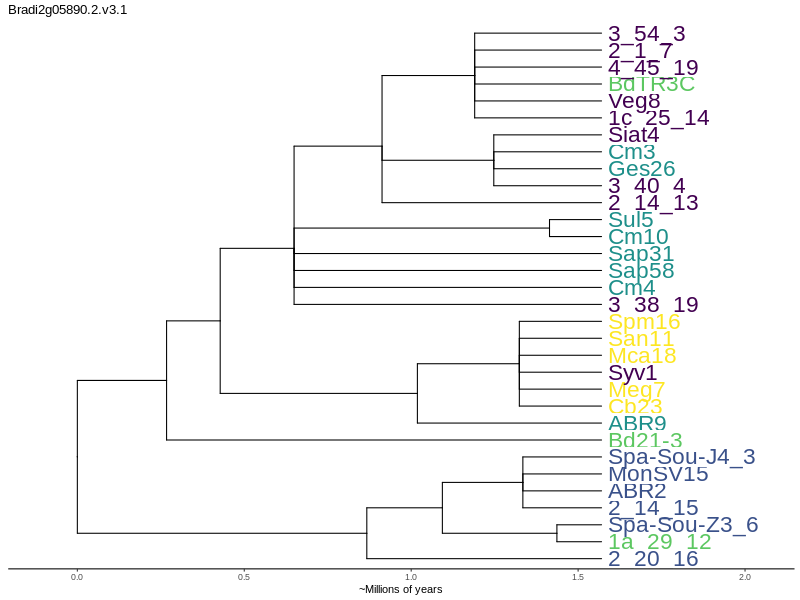 Bradi2g05890.2.v3.1
3_54_3
2_1_7
4_45_19
BdTR3C
Veg8
1c_25_14
Siat4
Cm3
Ges26
3_40_4
2_14_13
Sul5
Cm10
Sap31
Sap58
Cm4
3_38_19
Spm16
San11
Mca18
Syv1
Meg7
Cb23
ABR9
Bd21-3
Spa-Sou-J4_3
MonSV15
ABR2
2_14_15
Spa-Sou-Z3_6
1a_29_12
2_20_16
0.0 0.5 1.0 1.5 2.0
~Millions of years